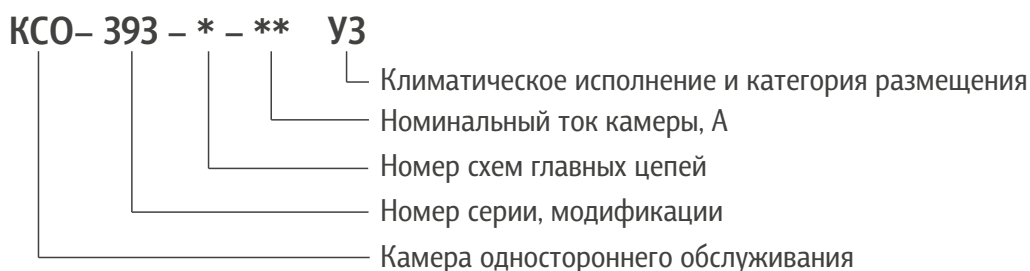 КСО– 393 – * – ** У3
Климатическое исполнение и категория размещения
Номинальный ток камеры, А
Номер схем главных цепей
Номер серии, модификации
Камера одностороннего обслуживания